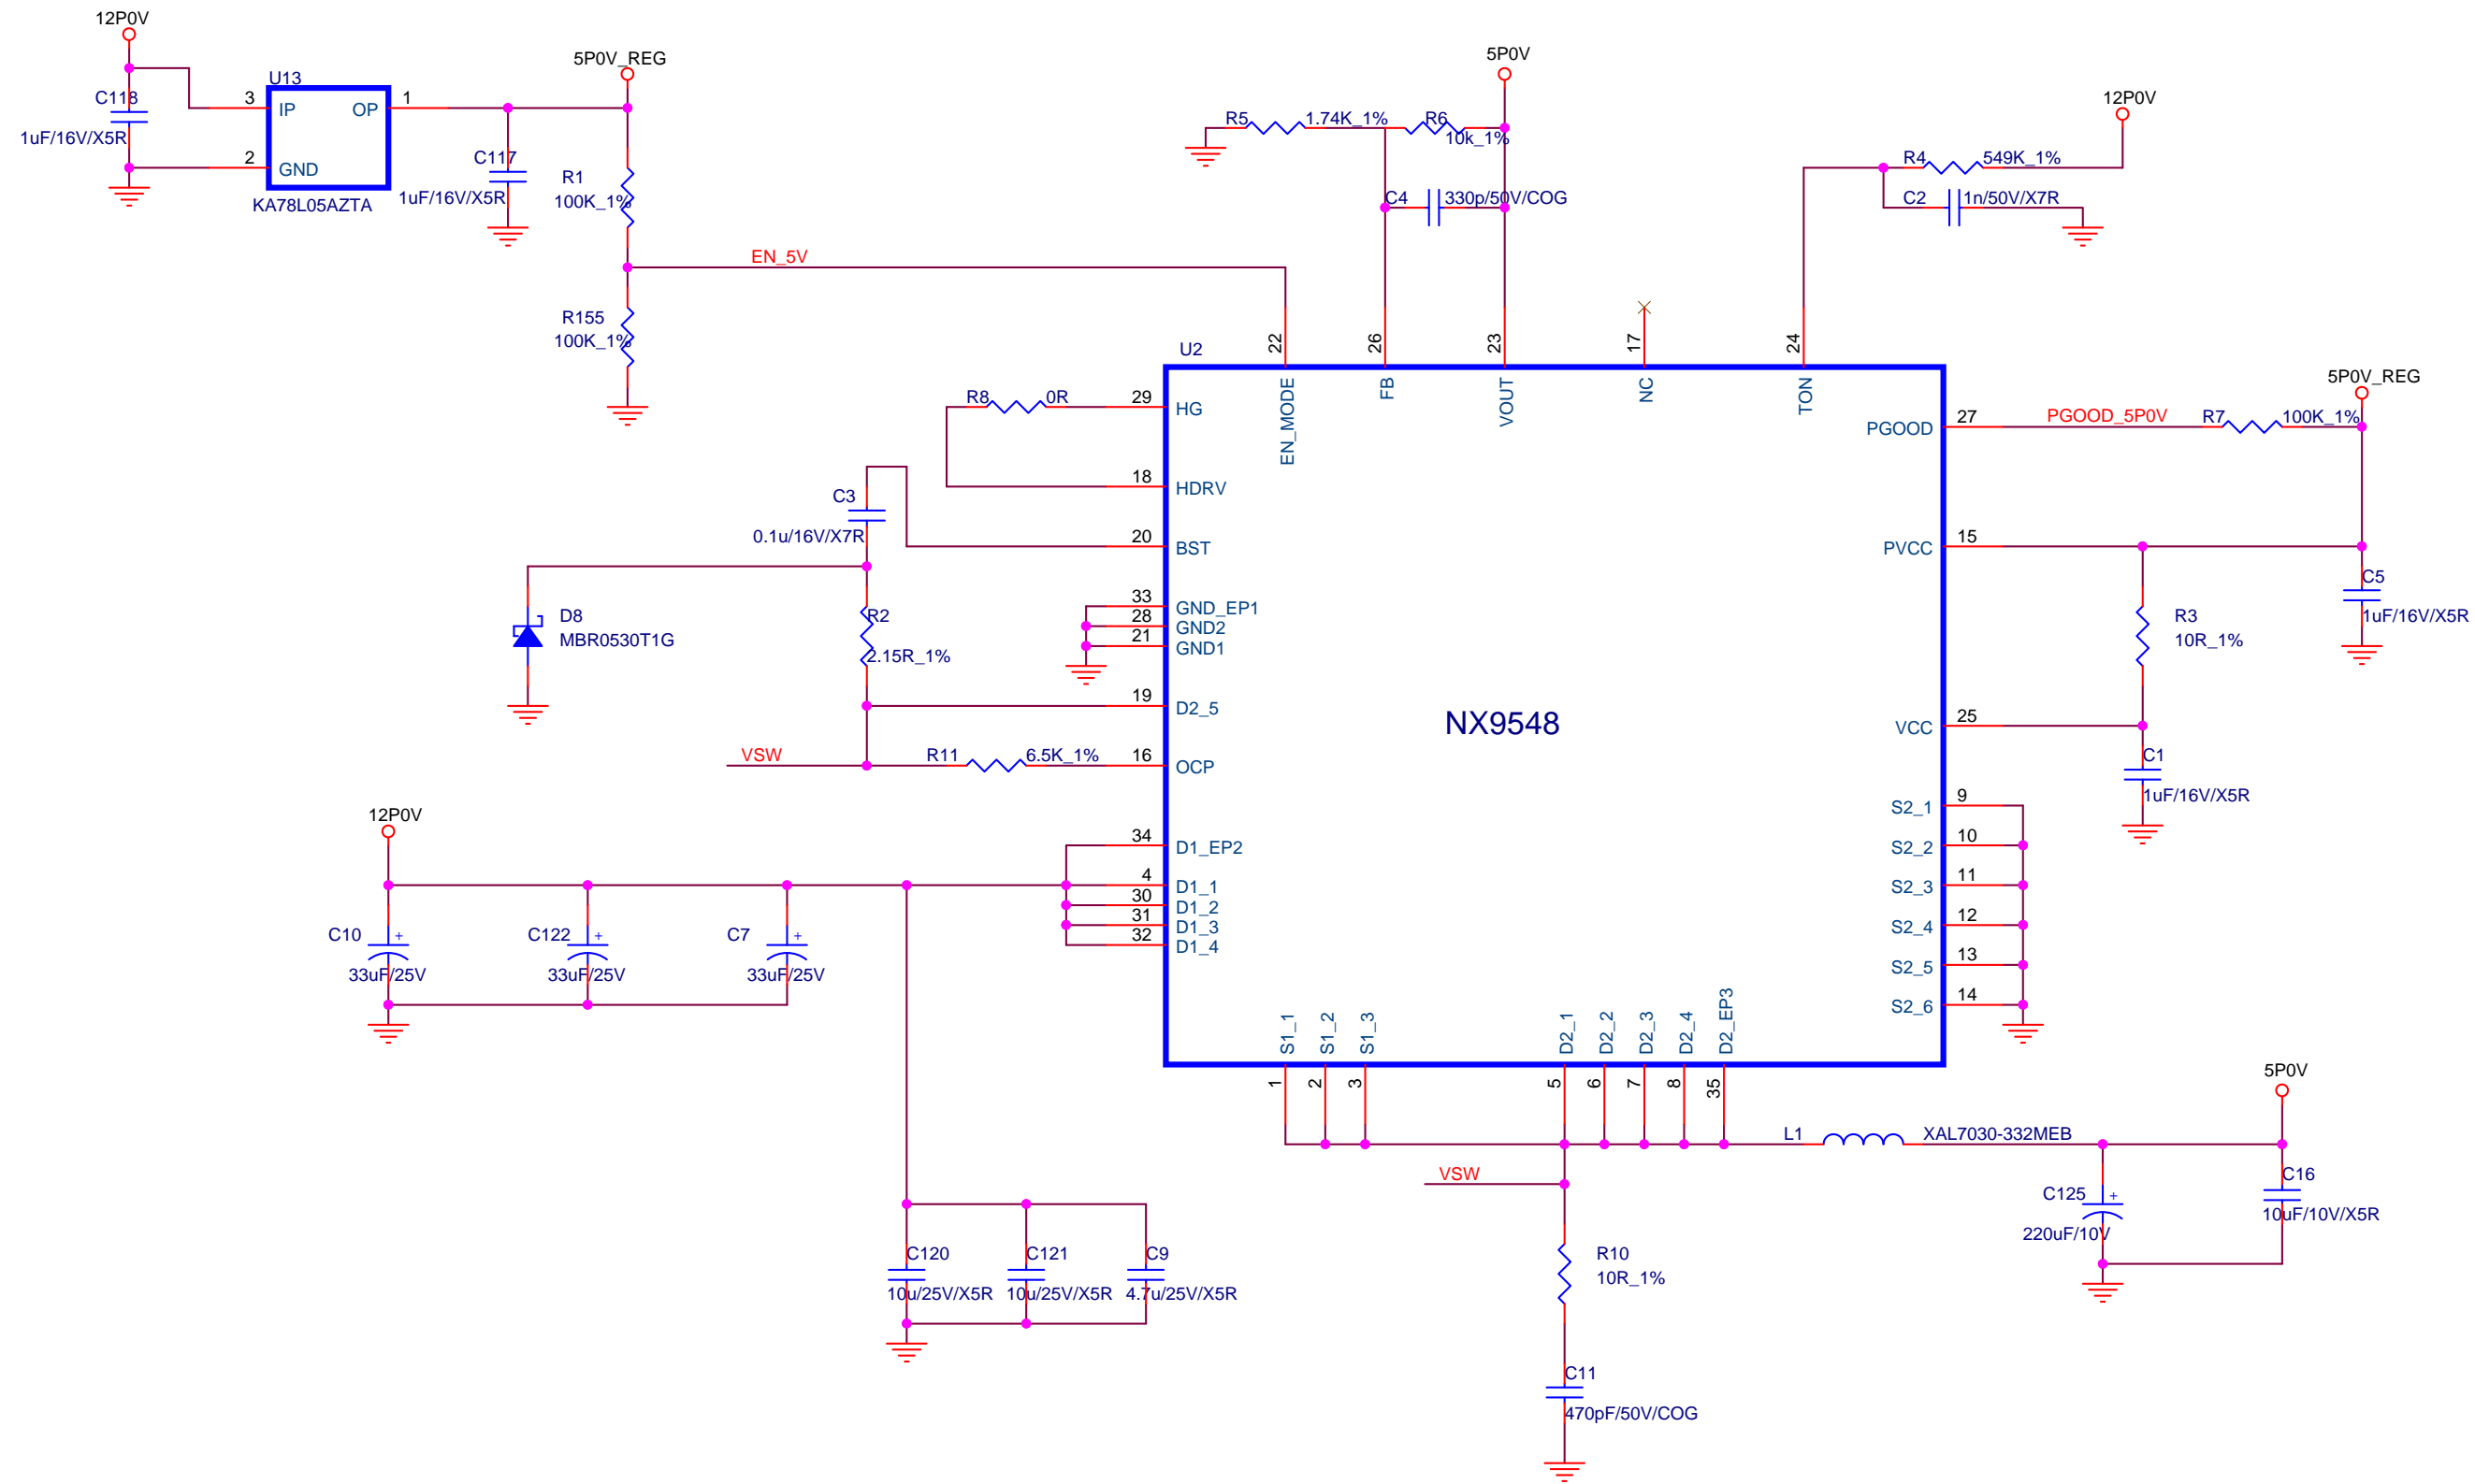 12P0V
C118
1uF/16V/X5R
U13
3
IP
OP
1
2
GND
KA78L05AZTA
5P0V_REG
C117
1uF/16V/X5R
R1
100K_1%
EN_5V
R155
100K_1%
5P0V
R5
1.74K_1%
R6
10k_1%
C4
330p/50V/COG
12P0V
R4
549K_1%
C2
1n/50V/X7R
U2
22
26
23
17
24
EN_MODE
FB
VOUT
NC
TON
R8
0R
29
HG
18
HDRV
C3
0.1u/16V/X7R
20
BST
D8
MBR0530T1G
R2
2.15R_1%
33
GND_EP1
28
GND2
21
GND1
19
D2_5
VSW
R11
6.5K_1%
16
OCP
NX9548
5P0V_REG
PGOOD
27
PGOOD_5P0V
R7
100K_1%
PVCC
15
C5
1uF/16V/X5R
R3
10R_1%
VCC
25
C1
1uF/16V/X5R
S2_1
9
S2_2
10
S2_3
11
S2_4
12
S2_5
13
S2_6
14
12P0V
34
D1_EP2
4
D1_1
30
D1_2
31
D1_3
32
D1_4
C10
+
33uF/25V
C122
+
33uF/25V
C7
+
33uF/25V
S1_1
S1_2
S1_3
D2_1
D2_2
D2_3
D2_4
D2_EP3
1
2
3
5
6
7
8
35
L1
XAL7030-332MEB
5P0V
VSW
C125
+
220uF/10V
C16
10uF/10V/X5R
C120
10u/25V/X5R
C121
10u/25V/X5R
C9
4.7u/25V/X5R
R10
10R_1%
C11
470pF/50V/COG